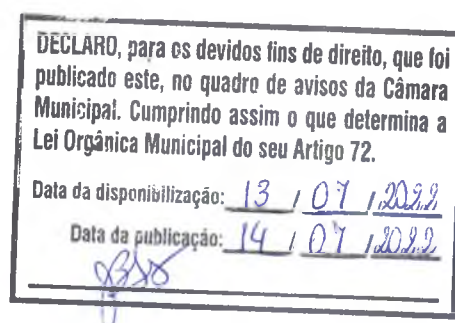 DECLARO, para os devidos fins de direito, que foi
publicado este, no quadro de avisos da Câmara
Municipal. Cumprindo assim o que determina a
Lei Orgânica Municipal do seu Artigo 72.
Data da disponibilização: 13 / 07 / 2022
Data da publicação: 14 / 07 / 2022